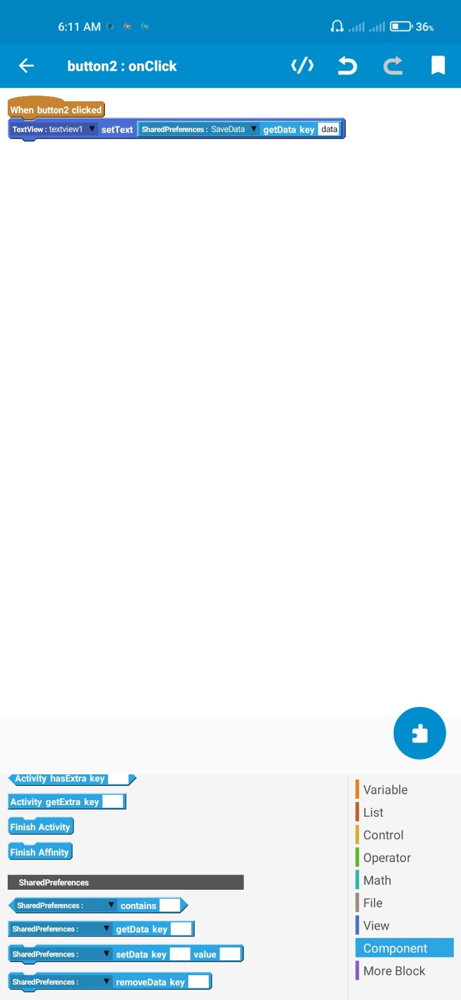 6:11 AM 36%
button2 : onClick
When button2 clicked
TextView : textview1 setText SharedPreferences : SaveData getData key data
Activity hasExtra key
Activity getExtra key
Finish Activity
Finish Affinity
SharedPreferences
SharedPreferences : contains
SharedPreferences : getData key
SharedPreferences : setData key value
SharedPreferences : removeData key
Variable
List
Control
Operator
Math
File
View
Component
More Block